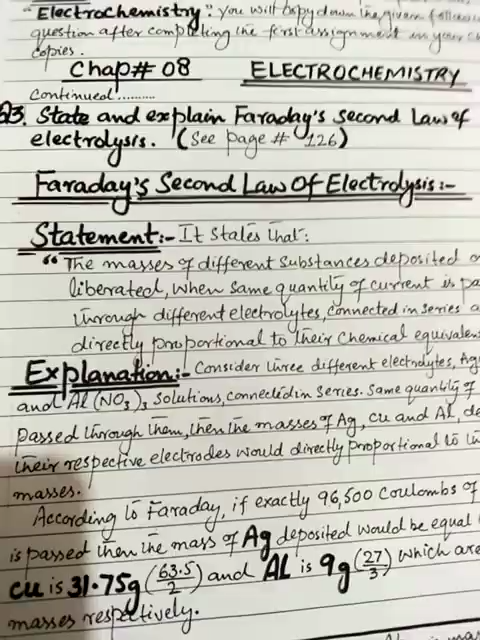 "Electrochemistry". You will copy down the given follow
question after completing the first assignment in your c
copies.
Chap# 08 ELECTROCHEMISTRY
continued..........
Q3. State and explain Faraday's second Law of
electrolysis. (See page # 126)
Faraday's Second Law Of Electrolysis:-
Statement:- It states that:
"The masses of different substances deposited o
liberated, when same quantity of current is pa
through different electrolytes, connected in series a
directly proportional to their chemical equivalen
Explanation:- Consider three different electrolytes, Ag
and Al(NO3)3 solutions, connected in series. Same quantity of
passed through them, then the masses of Ag, cu and Al, de
their respective electrodes would directly proportional to th
masses.
According to Faraday, if exactly 96,500 coulombs of
is passed then the mass of Ag deposited would be equal
cu is 31.75g (63.5/2) and Al is 9g (27/3) which are
masses respectively.